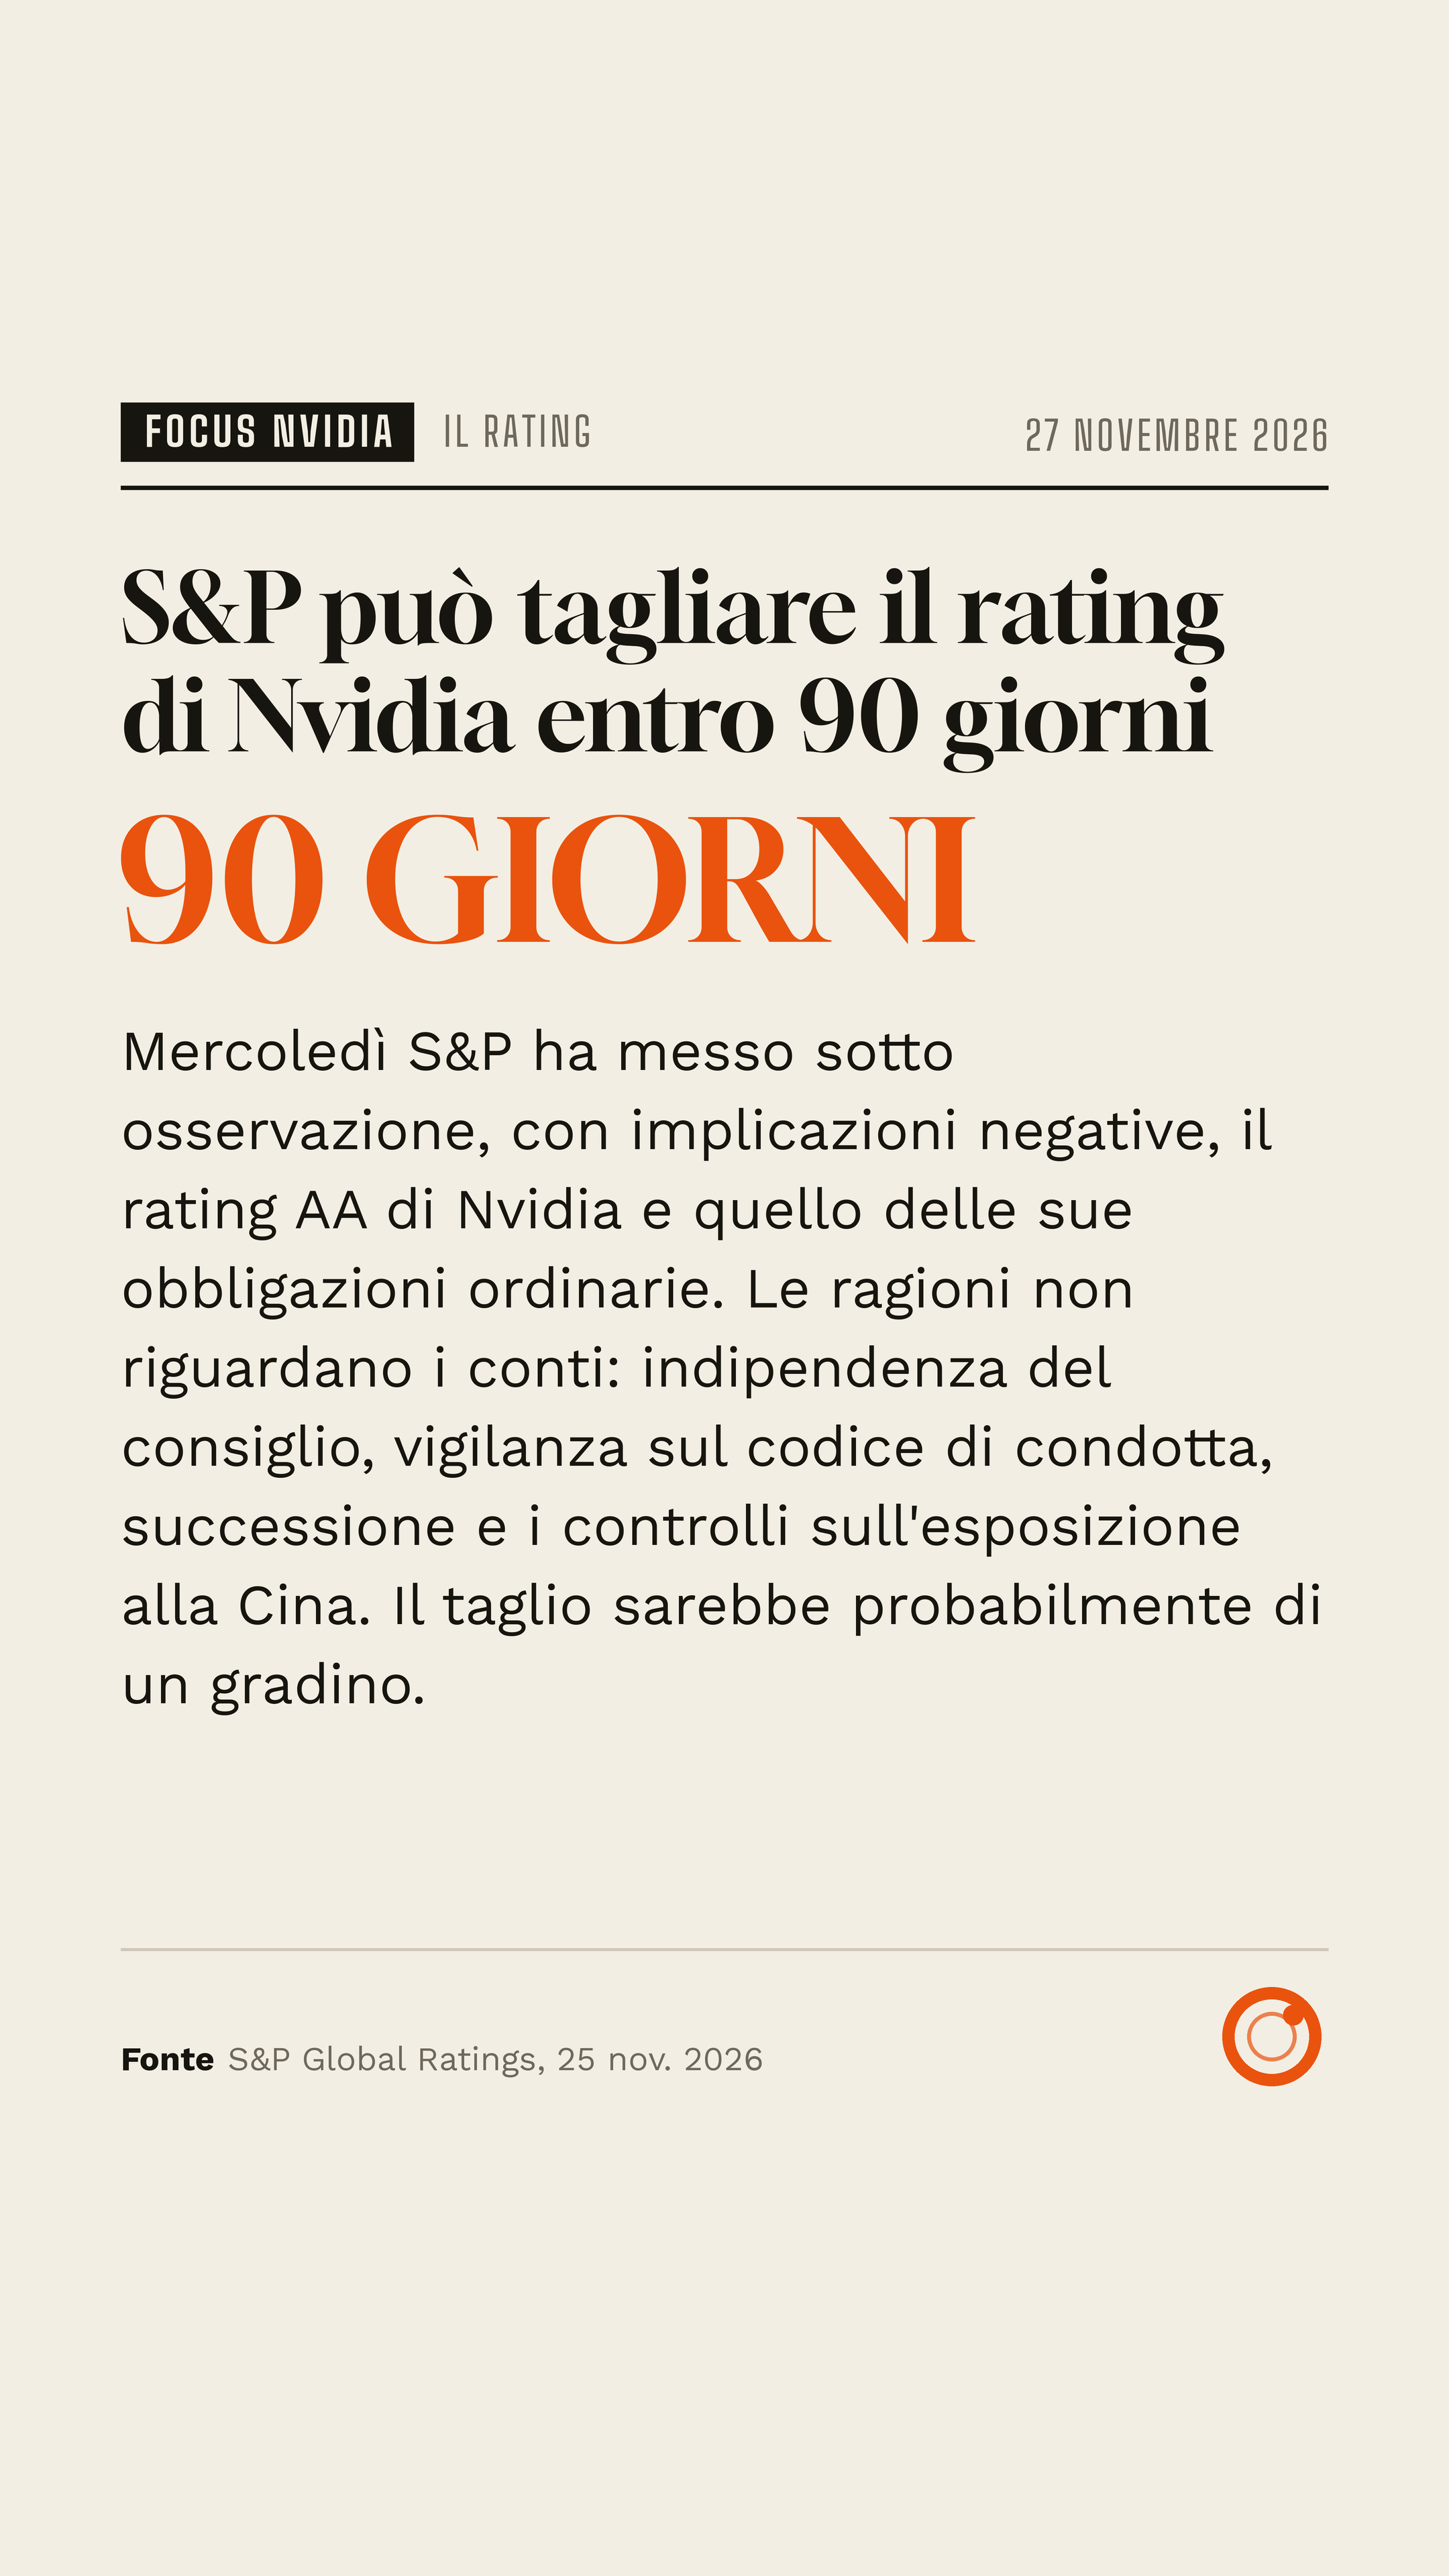 FOCUS NVIDIA IL RATING 27 NOVEMBRE 2026
S&P può tagliare il rating
di Nvidia entro 90 giorni
90 GIORNI
Mercoledì S&P ha messo sotto
osservazione, con implicazioni negative, il
rating AA di Nvidia e quello delle sue
obbligazioni ordinarie. Le ragioni non
riguardano i conti: indipendenza del
consiglio, vigilanza sul codice di condotta,
successione e i controlli sull'esposizione
alla Cina. Il taglio sarebbe probabilmente di
un gradino.
Fonte S&P Global Ratings, 25 nov. 2026